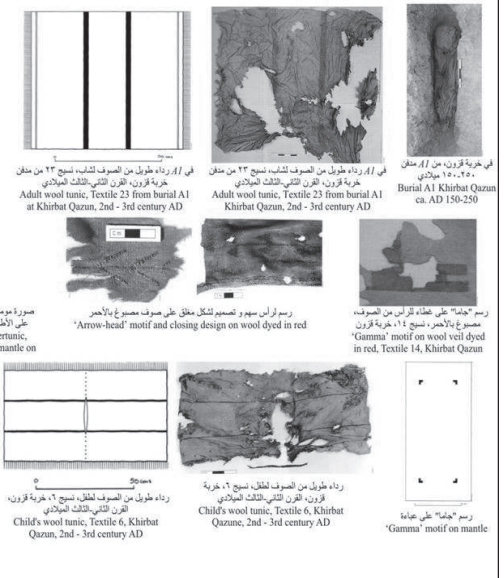 في A1 رداء طويل من الصوف لشاب، نسيج ٢٣ من مدفن
خربة قزون، القرن الثاني-الثالث الميلادي
Adult wool tunic, Textile 23 from burial A1
at Khirbat Qazun, 2nd - 3rd century AD
في A1 رداء طويل من الصوف لشاب، نسيج ٢٣ من مدفن
خربة قزون، القرن الثاني-الثالث الميلادي
Adult wool tunic, Textile 23 from burial A1
Khirbat Qazun, 2nd - 3rd century AD
في خربة قزون، من A1 مدفن
١٥٠-٢٥٠ ميلادي
Burial A1 Khirbat Qazun
ca. AD 150-250
صورة
على
ertunic,
mantle on
رسم لرأس سهم و تصميم لشكل مغلق على صوف مصبوغ بالأحمر
'Arrow-head' motif and closing design on wool dyed in red
رسم "جاما" على غطاء للرأس من الصوف،
مصبوغ بالأحمر، نسيج ١٤، خربة قزون
'Gamma' motif on wool veil dyed
in red, Textile 14, Khirbat Qazun
رداء طويل من الصوف لطفل، نسيج ٦، خربة قزون،
القرن الثاني-الثالث الميلادي
Child's wool tunic, Textile 6, Khirbat
Qazun, 2nd - 3rd century AD
رداء طويل من الصوف لطفل، نسيج ٦، خربة
قزون، القرن الثاني-الثالث الميلادي
Child's wool tunic, Textile 6, Khirbat
Qazune, 2nd - 3rd century AD
رسم "جاما" على عباءة
'Gamma' motif on mantle